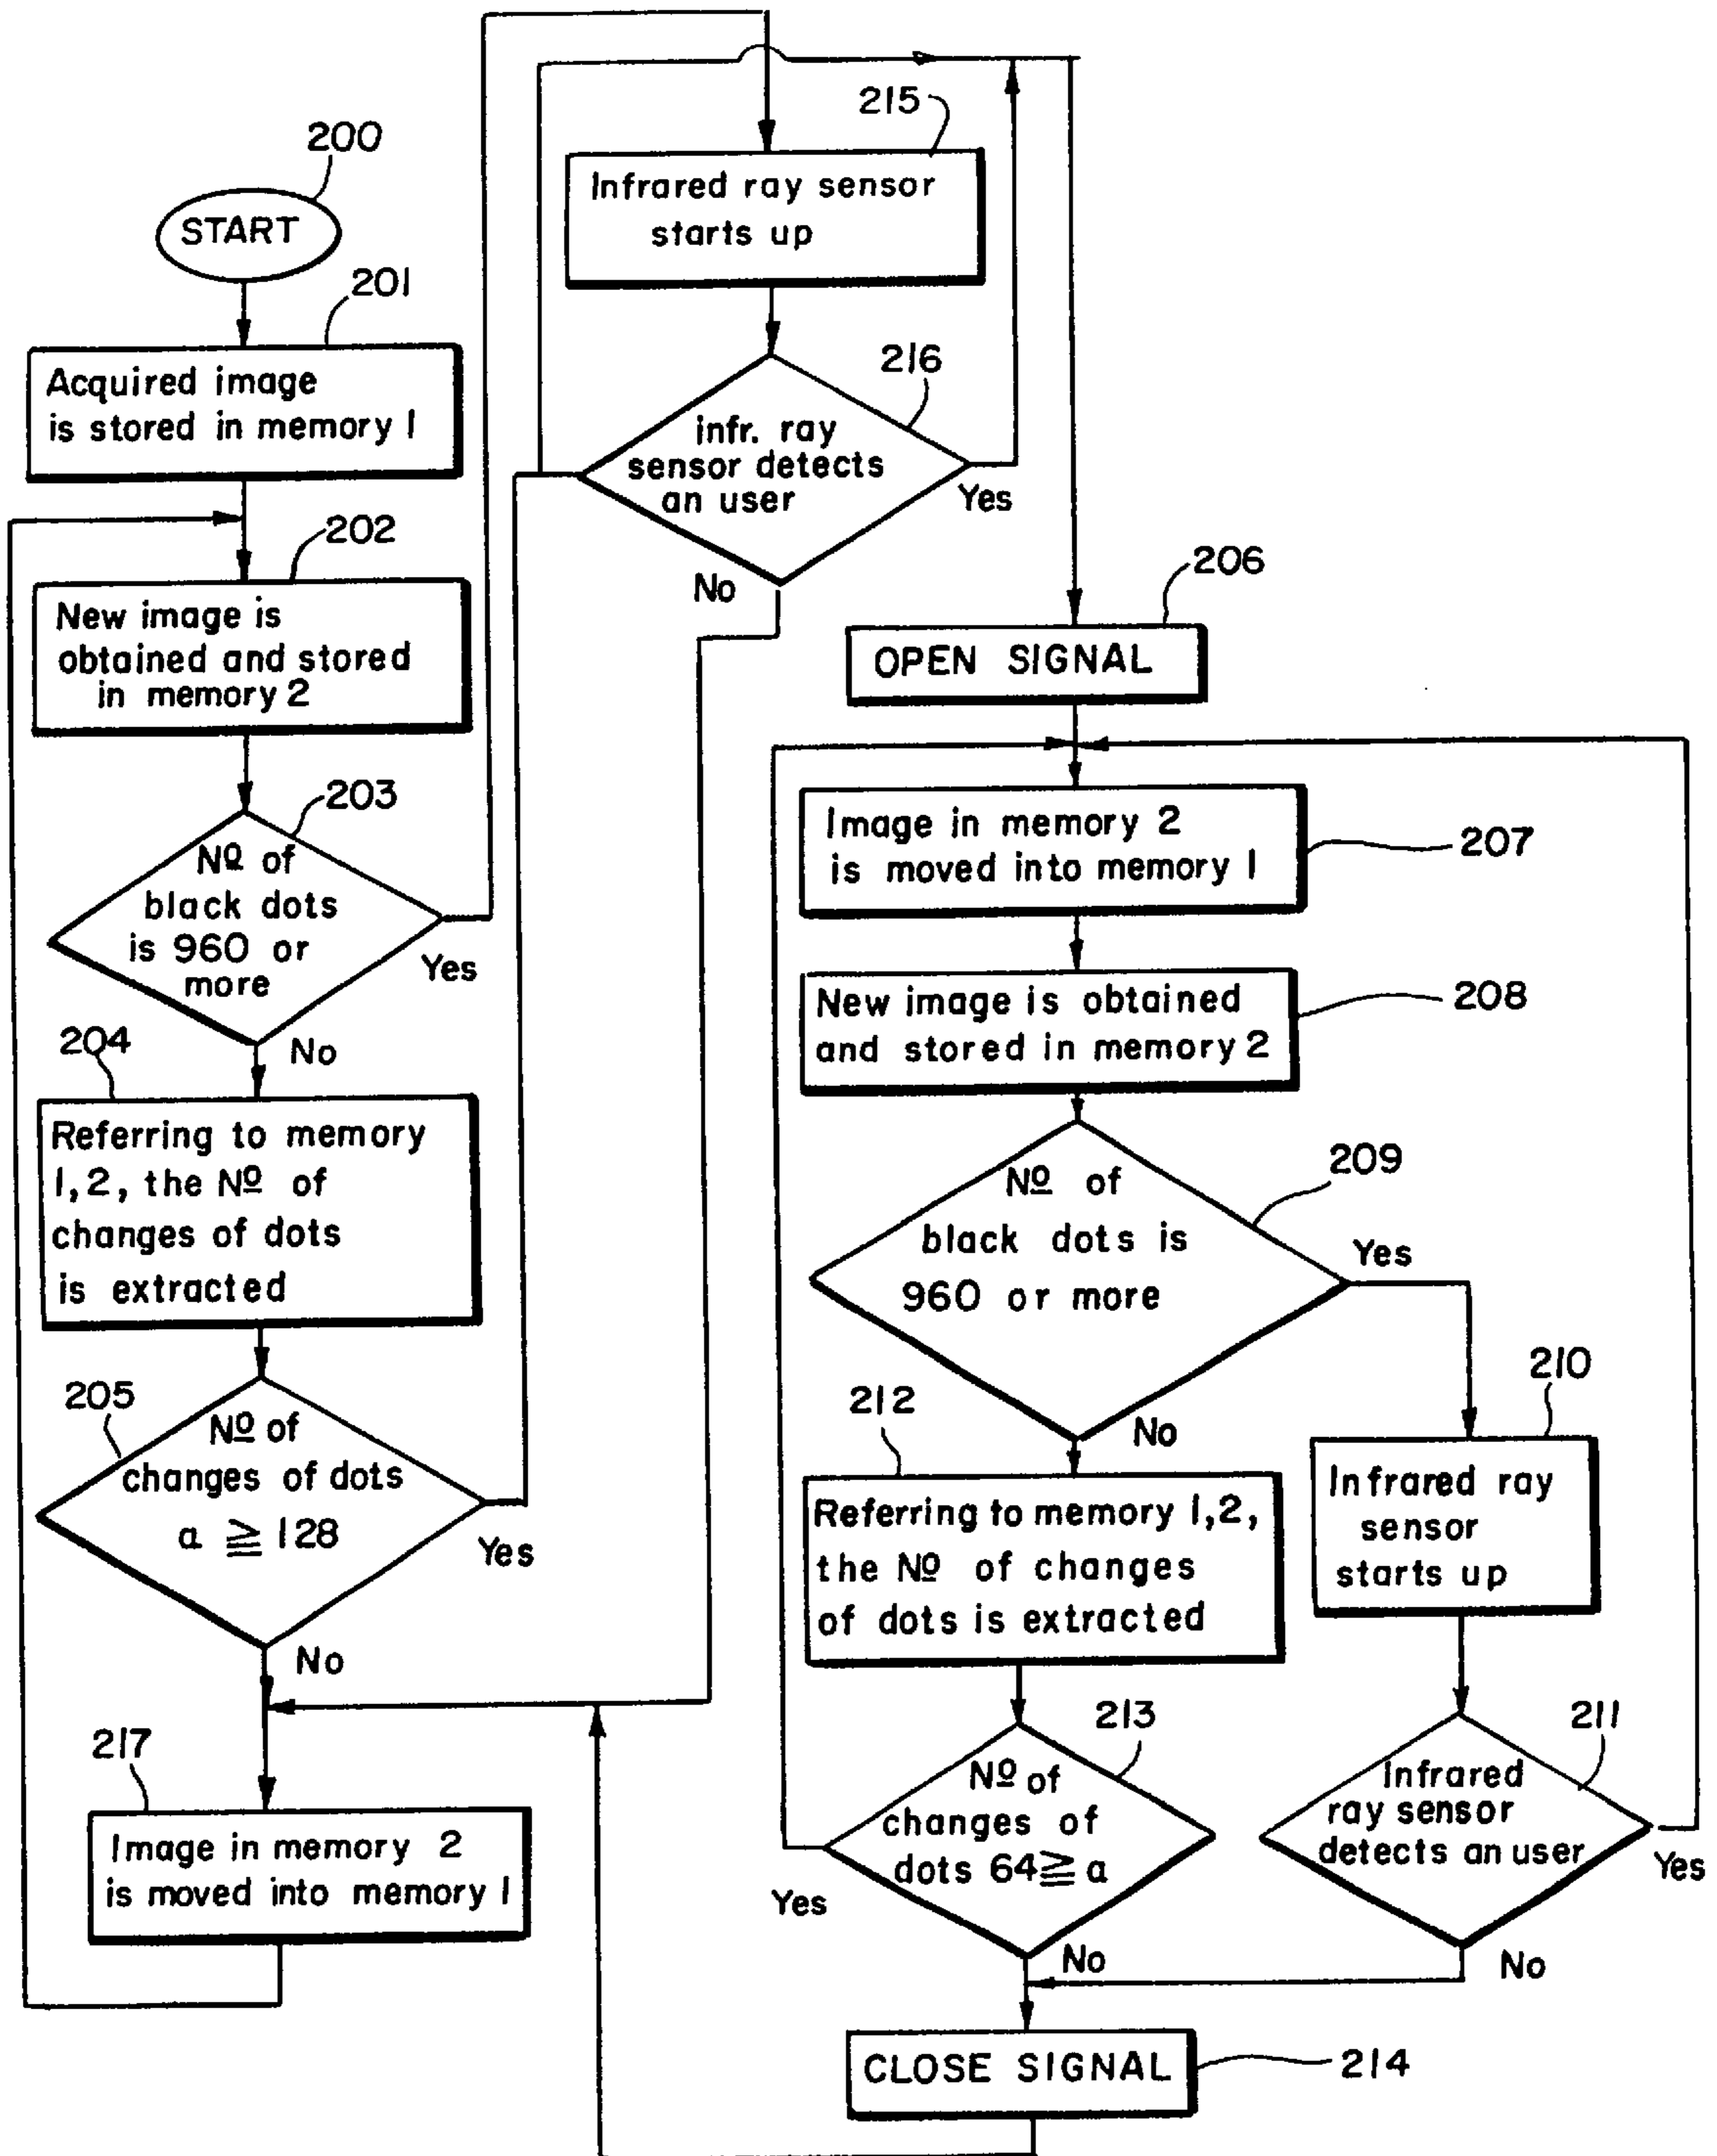 200
START
201
Acquired image
is stored in memory 1
202
New image is
obtained and stored
in memory 2
203
Nº of
black dots
is 960 or
more
Yes
No
204
Referring to memory
1,2, the Nº of
changes of dots
is extracted
205
Nº of
changes of dots
a ≧ 128
Yes
No
217
Image in memory 2
is moved into memory 1
215
Infrared ray sensor
starts up
216
infr. ray
sensor detects
an user
Yes
No
206
OPEN SIGNAL
207
Image in memory 2
is moved into memory 1
208
New image is obtained
and stored in memory 2
209
Nº of
black dots is
960 or more
Yes
No
210
Infrared ray
sensor
starts up
212
Referring to memory 1,2,
the Nº of changes
of dots is extracted
213
Nº of
changes of
dots 64 ≧ a
Yes
No
211
Infrared
ray sensor
detects an user
Yes
No
CLOSE SIGNAL
214